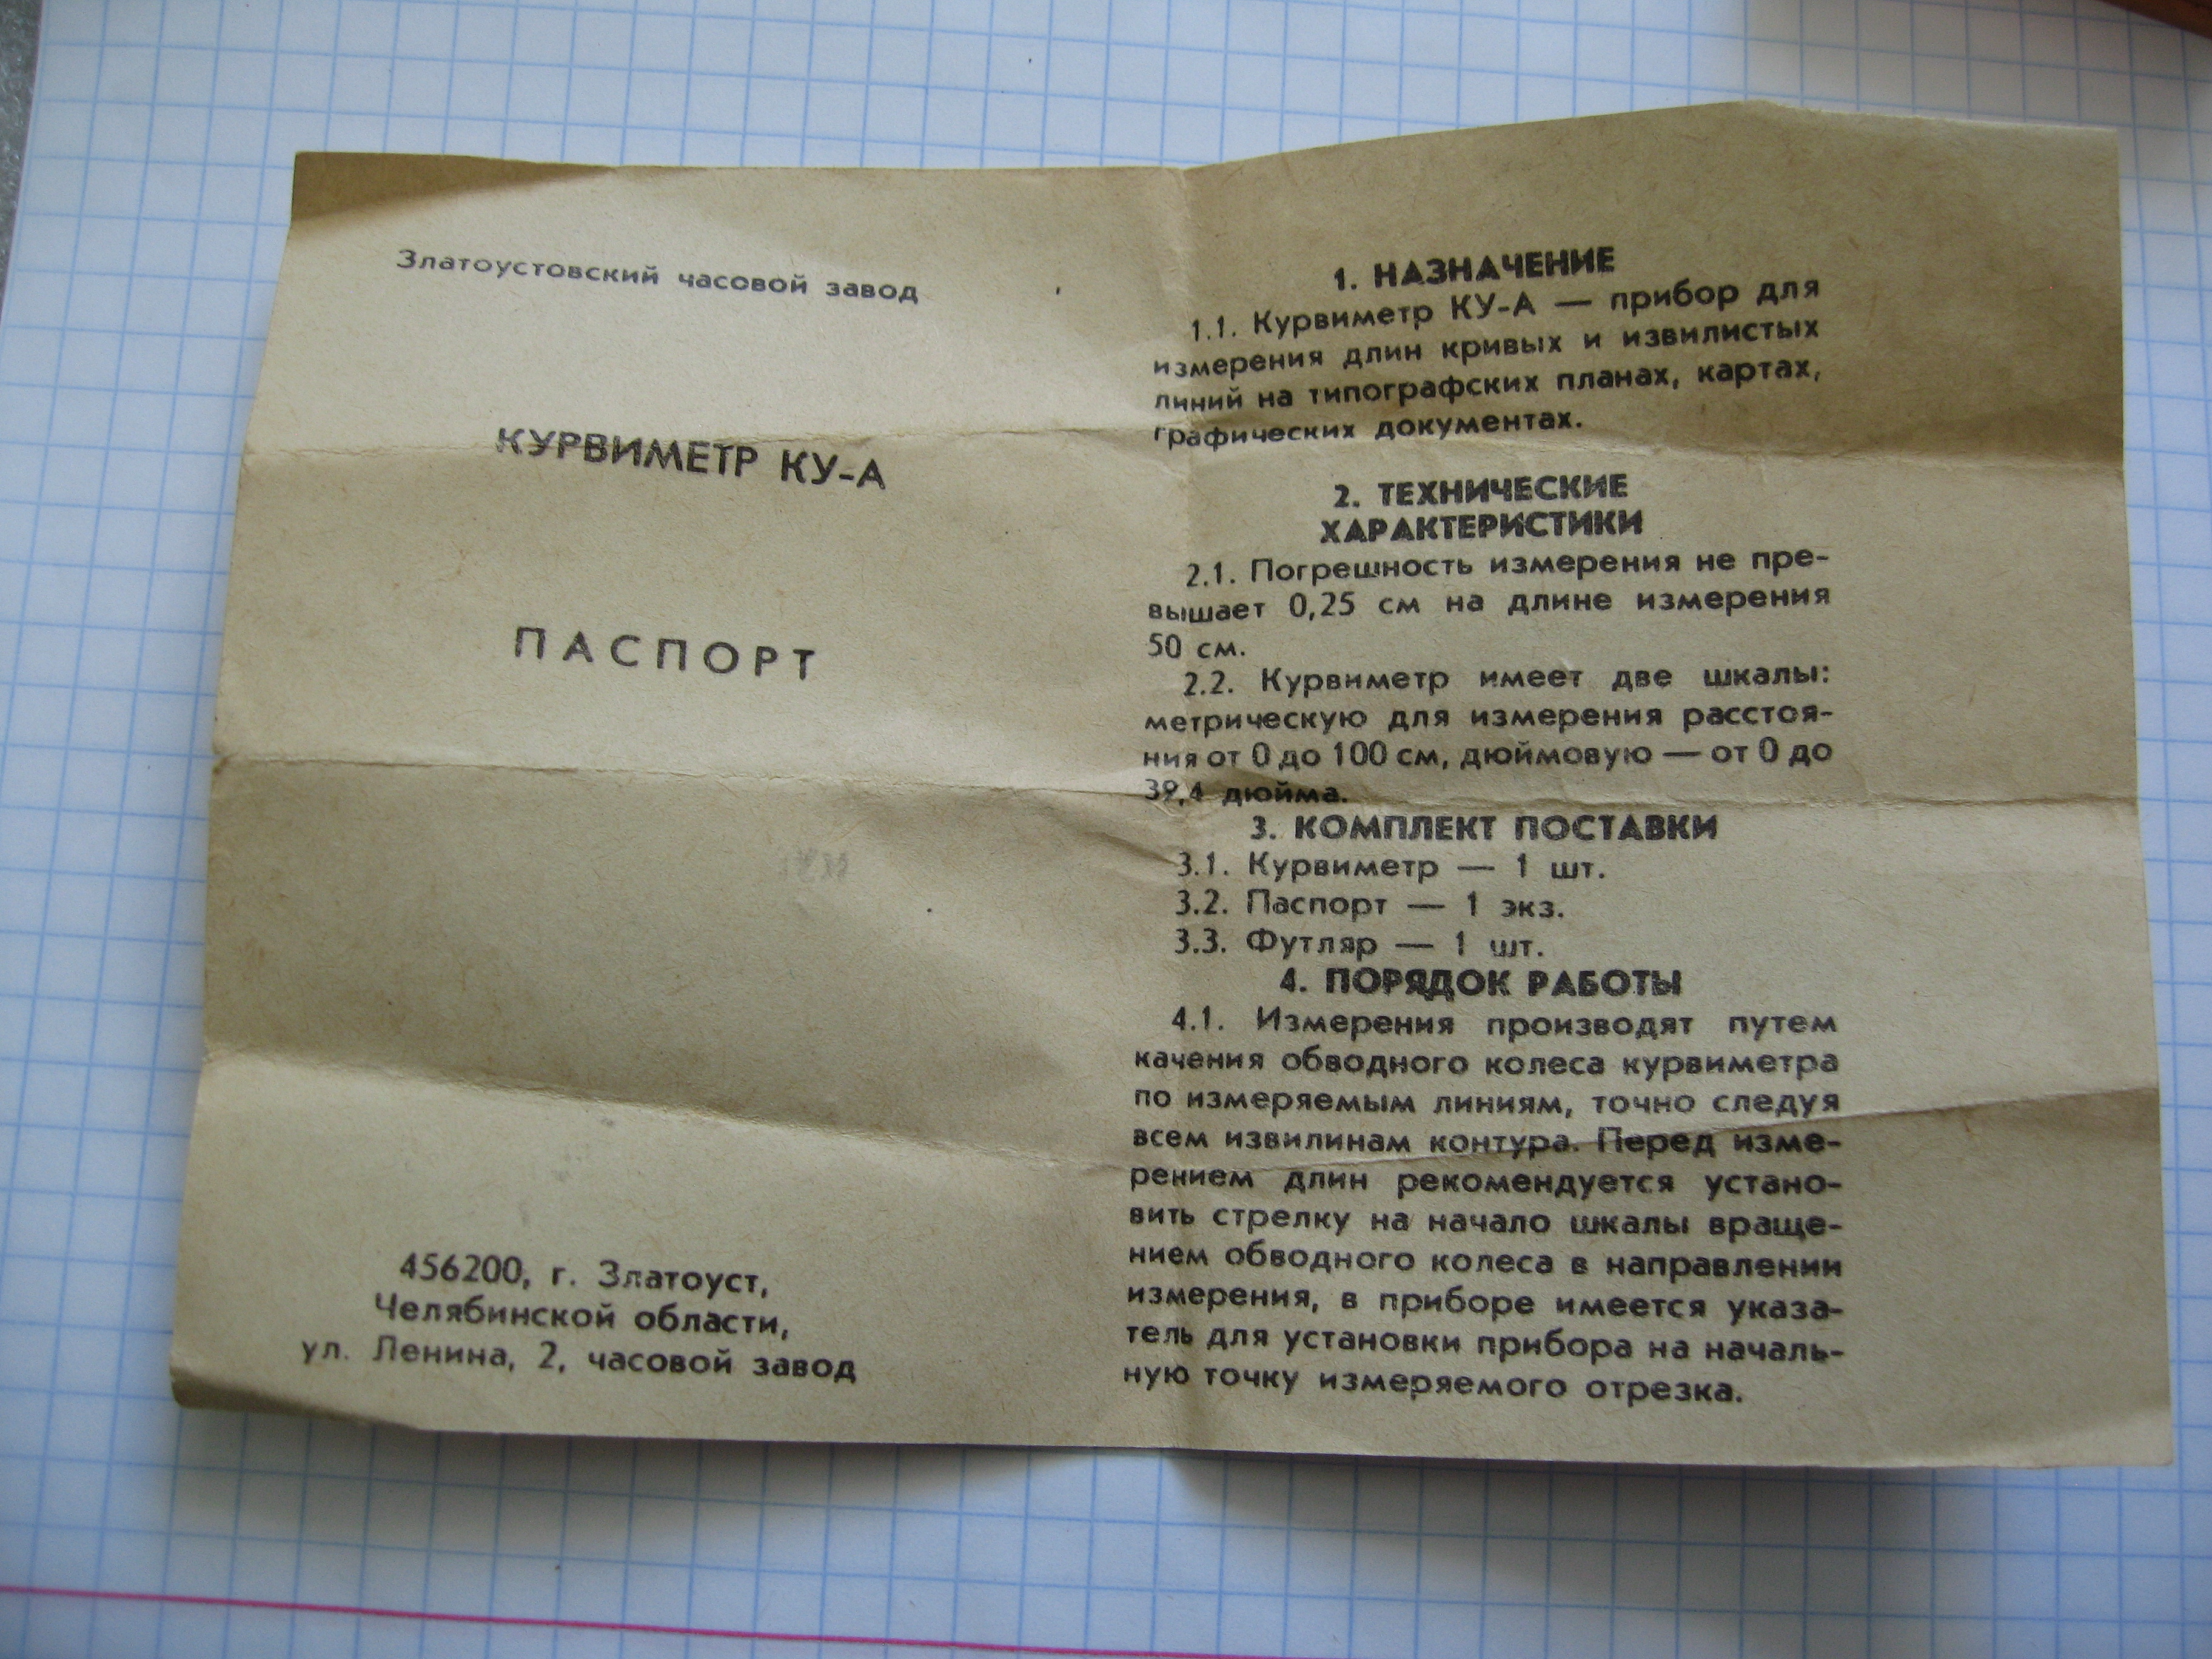 Златоустовский часовой завод
КУРВИМЕТР КУ-А
ПАСПОРТ
456200, г. Златоуст,
Челябинской области,
ул. Ленина, 2, часовой завод
1. НАЗНАЧЕНИЕ
1.1. Курвиметр КУ-А — прибор для
измерения длин кривых и извилистых
линий на типографских планах, картах,
графических документах.
2. ТЕХНИЧЕСКИЕ
ХАРАКТЕРИСТИКИ
2.1. Погрешность измерения не пре-
вышает 0,25 см на длине измерения
50 см.
2.2. Курвиметр имеет две шкалы:
метрическую для измерения расстоя-
ния от 0 до 100 см, дюймовую — от 0 до
39,4 дюйма.
3. КОМПЛЕКТ ПОСТАВКИ
3.1. Курвиметр — 1 шт.
3.2. Паспорт — 1 экз.
3.3. Футляр — 1 шт.
4. ПОРЯДОК РАБОТЫ
4.1. Измерения производят путем
качения обводного колеса курвиметра
по измеряемым линиям, точно следуя
всем извилинам контура. Перед изме-
рением длин рекомендуется устано-
вить стрелку на начало шкалы враще-
нием обводного колеса в направлении
измерения, в приборе имеется указа-
тель для установки прибора на началь-
ную точку измеряемого отрезка.